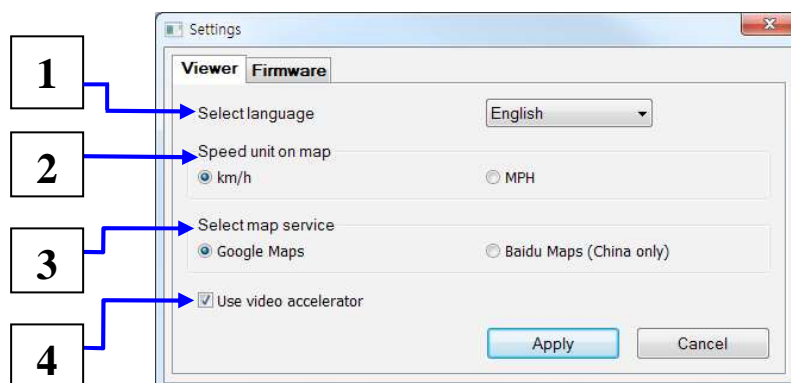 Settings
Viewer Firmware
1
Select language English
2
Speed unit on map
km/h MPH
3
Select map service
Google Maps Baidu Maps (China only)
4
Use video accelerator
Apply Cancel